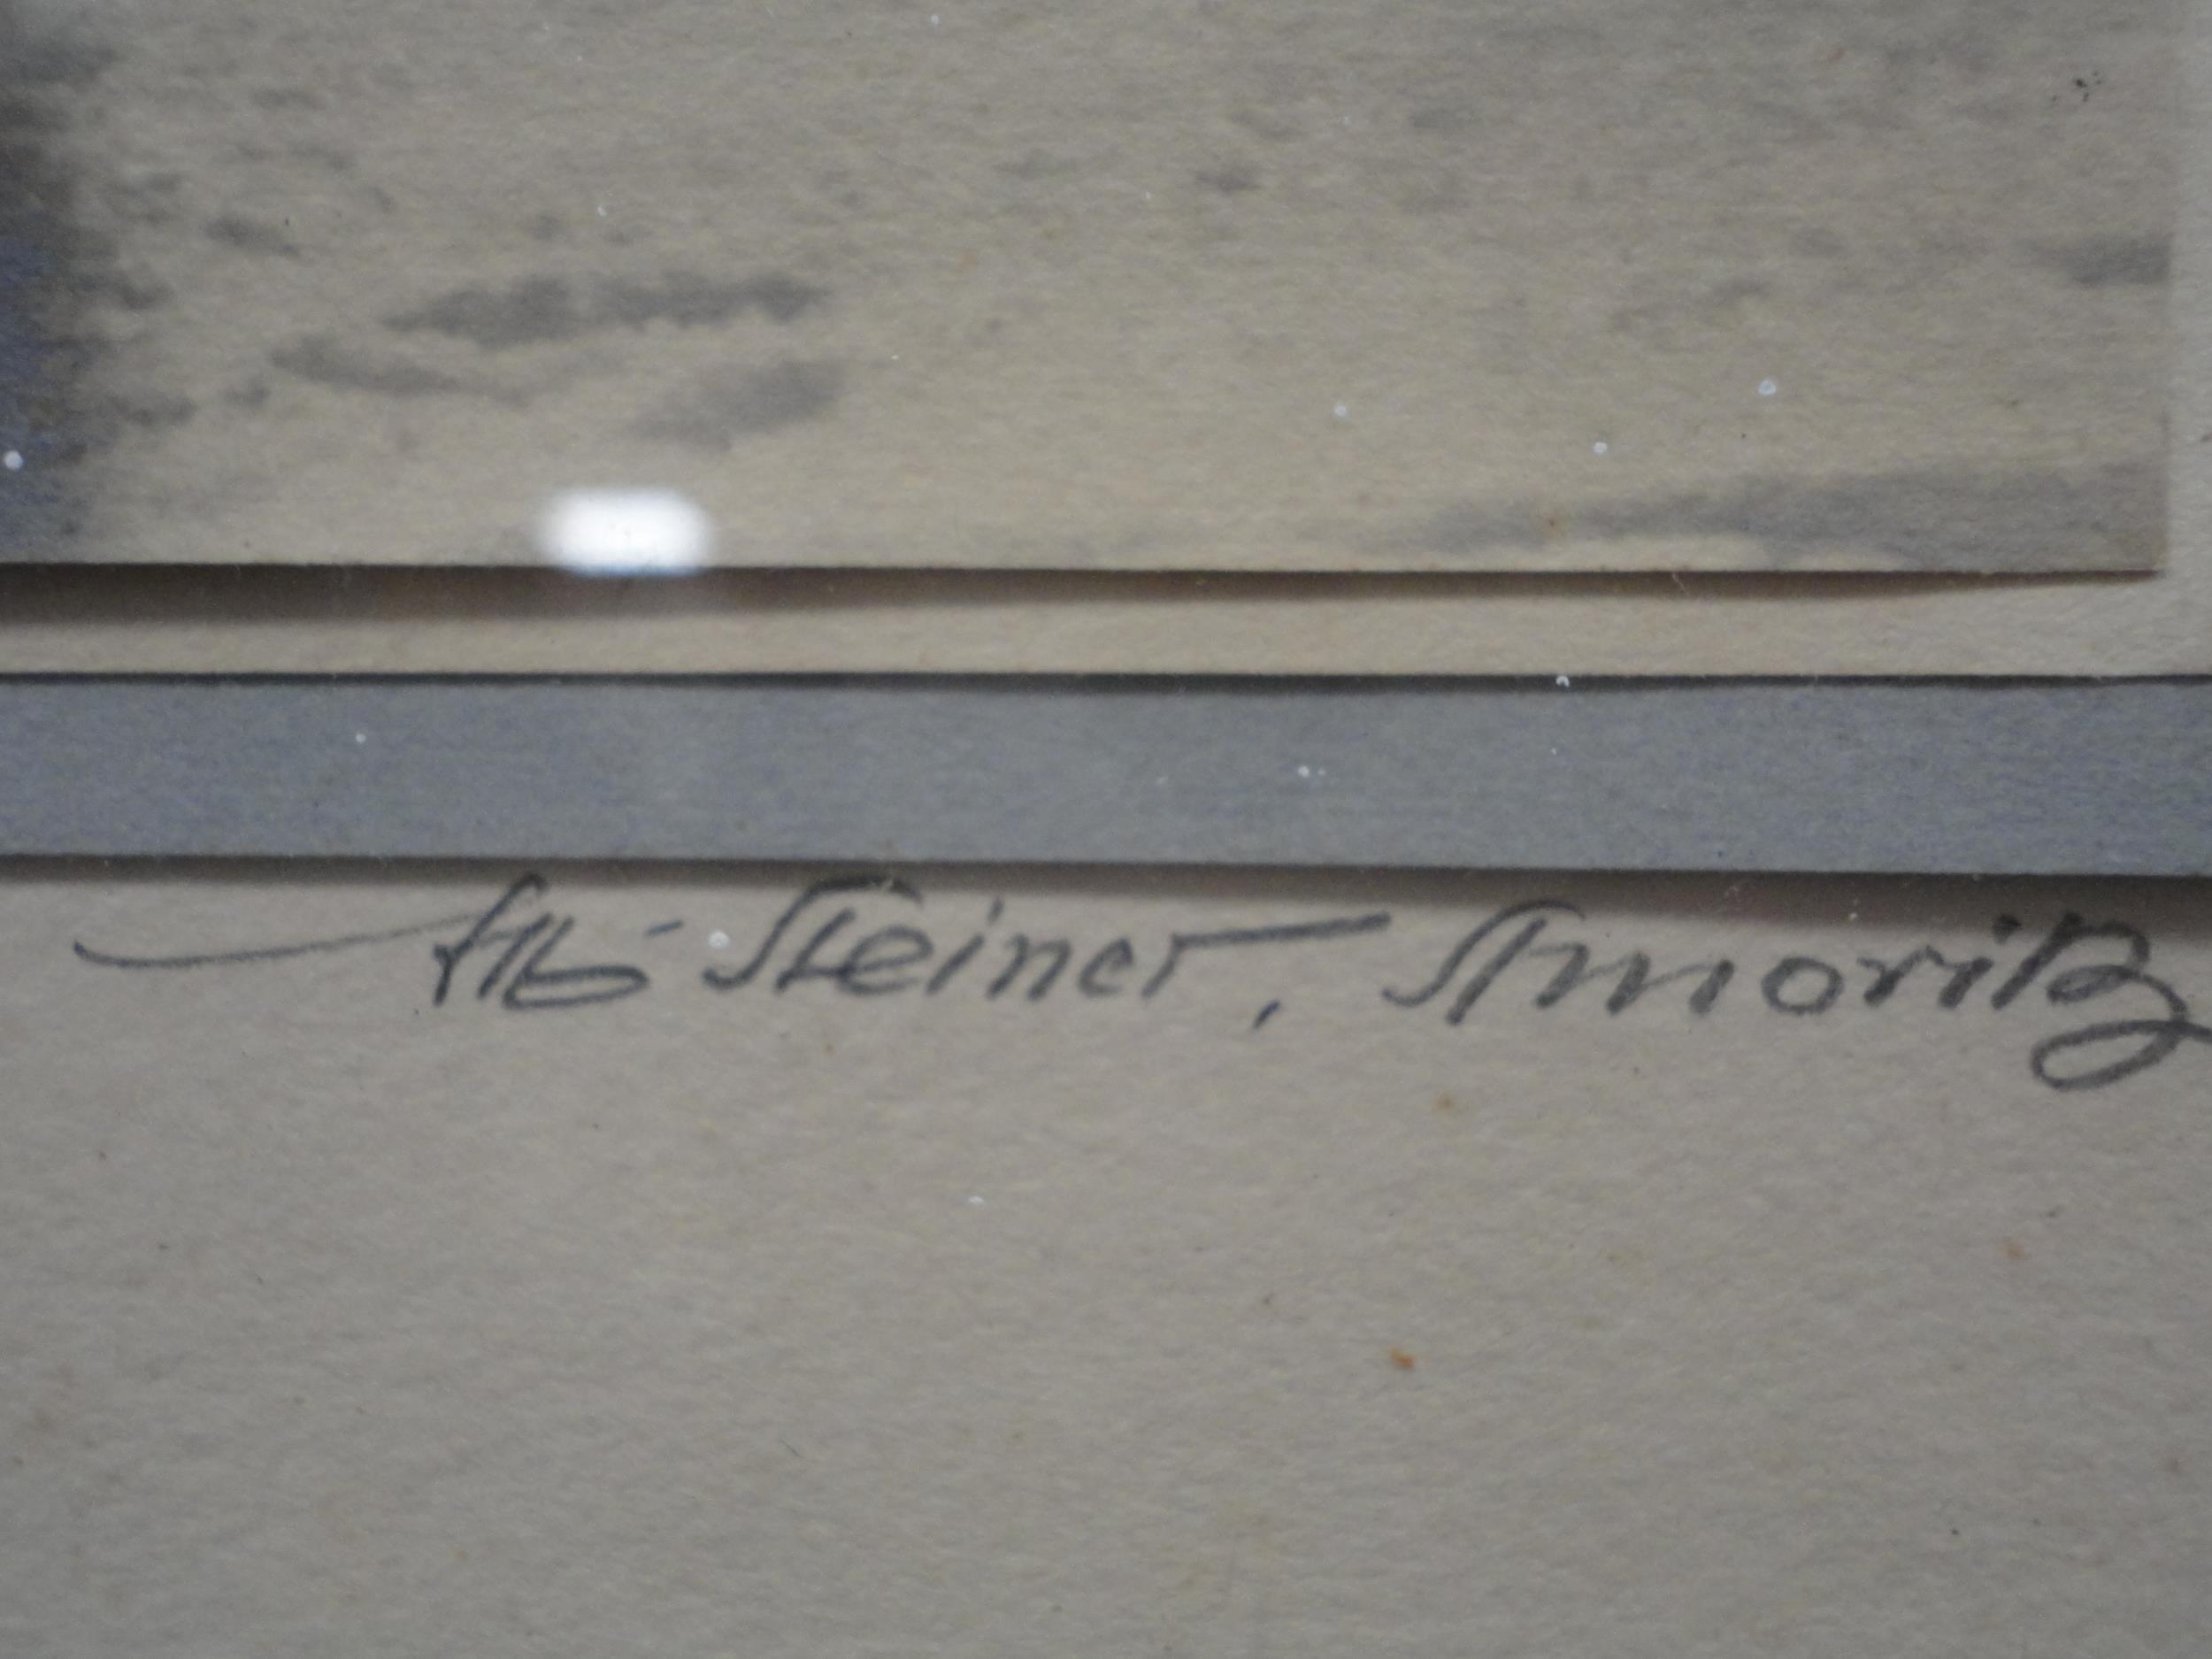 Alb. Steiner, St. Moritz